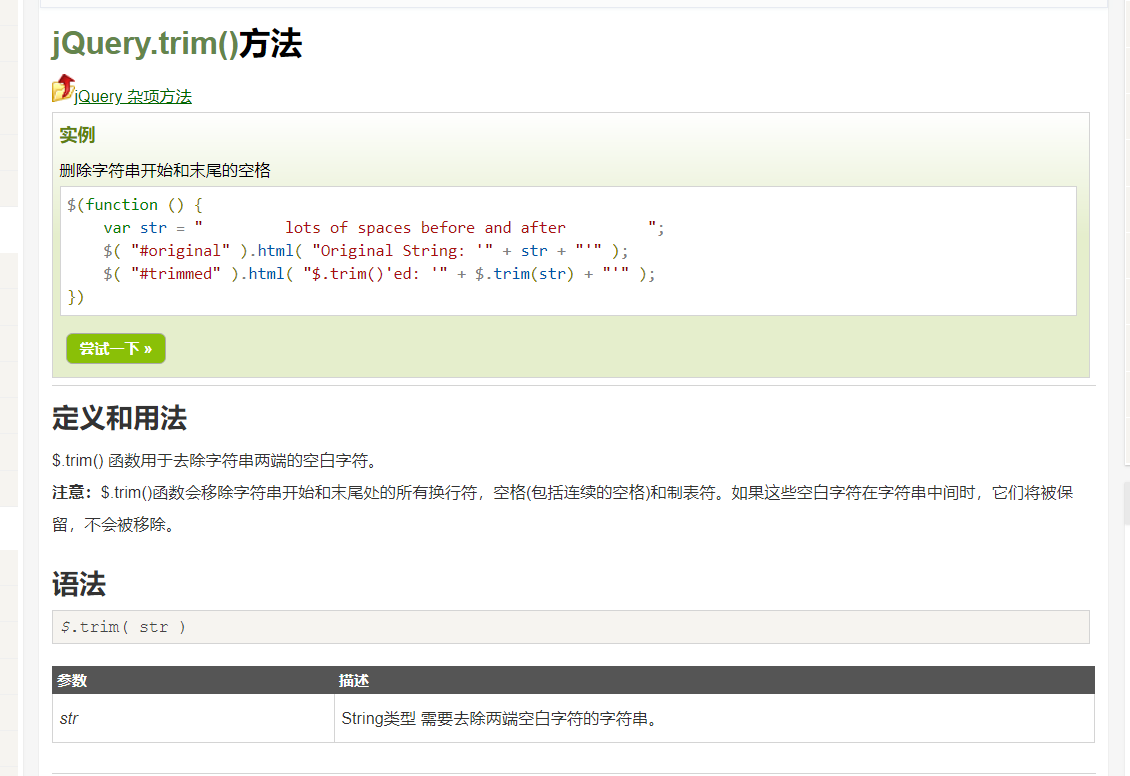 jQuery.trim()方法
jQuery 杂项方法
实例
删除字符串开始和末尾的空格
$(function () {
    var str = "         lots of spaces before and after         ";
    $( "#original" ).html( "Original String: '" + str + "'" );
    $( "#trimmed" ).html( "$.trim()'ed: '" + $.trim(str) + "'" );
})
尝试一下 »
定义和用法
$.trim() 函数用于去除字符串两端的空白字符。
注意：$.trim()函数会移除字符串开始和末尾处的所有换行符，空格(包括连续的空格)和制表符。如果这些空白字符在字符串中间时，它们将被保
留，不会被移除。
语法
$.trim( str )
参数 描述
str String类型 需要去除两端空白字符的字符串。